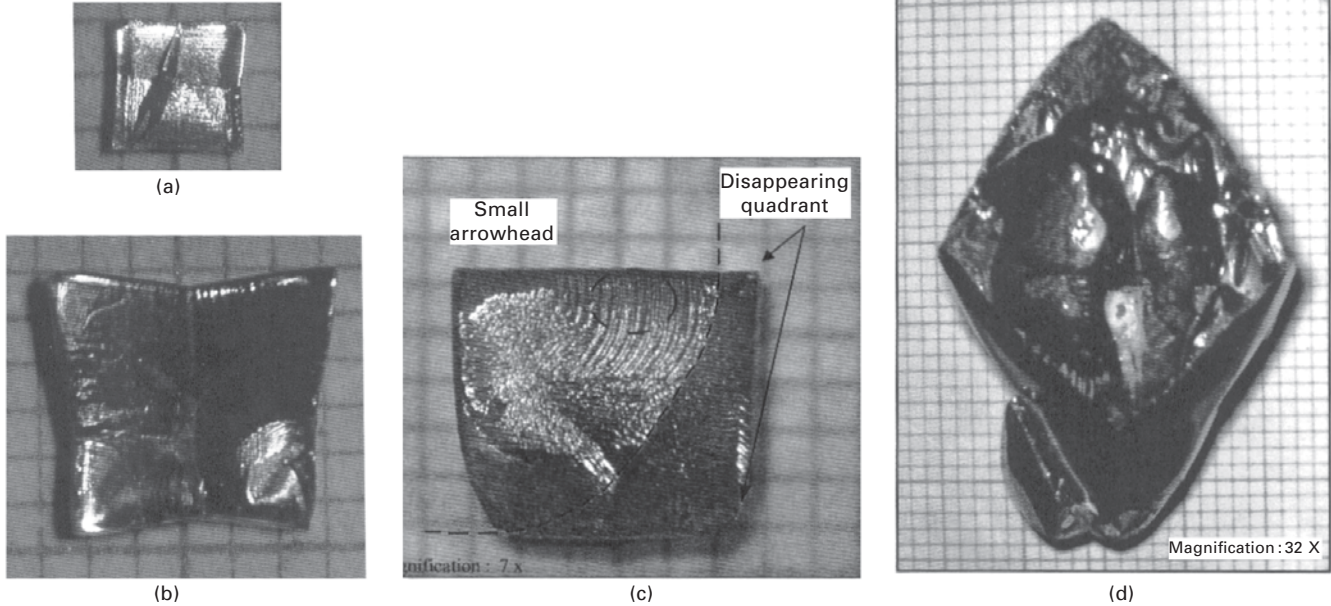 (a)
Small
arrowhead
Disappearing
quadrant
gnification : 7 x
Magnification : 32 X
(b)
(c)
(d)